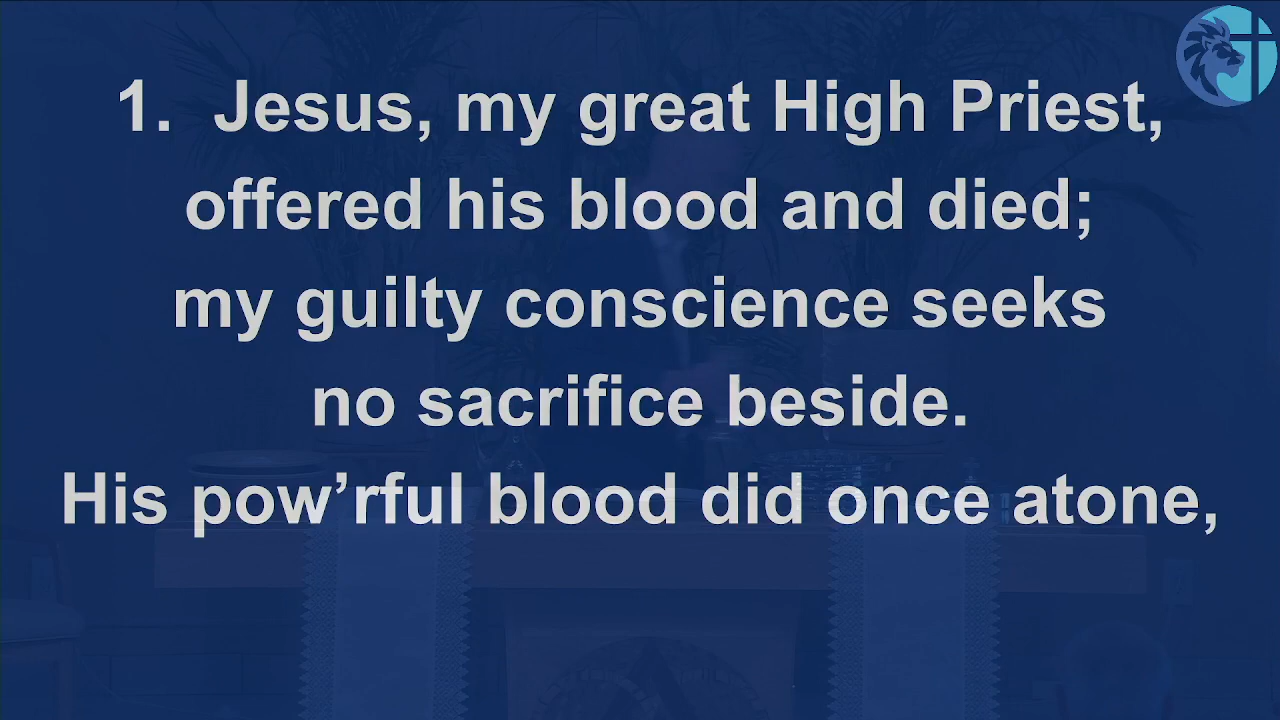 1. Jesus, my great High Priest,
offered his blood and died;
my guilty conscience seeks
no sacrifice beside.
His pow’rful blood did once atone,